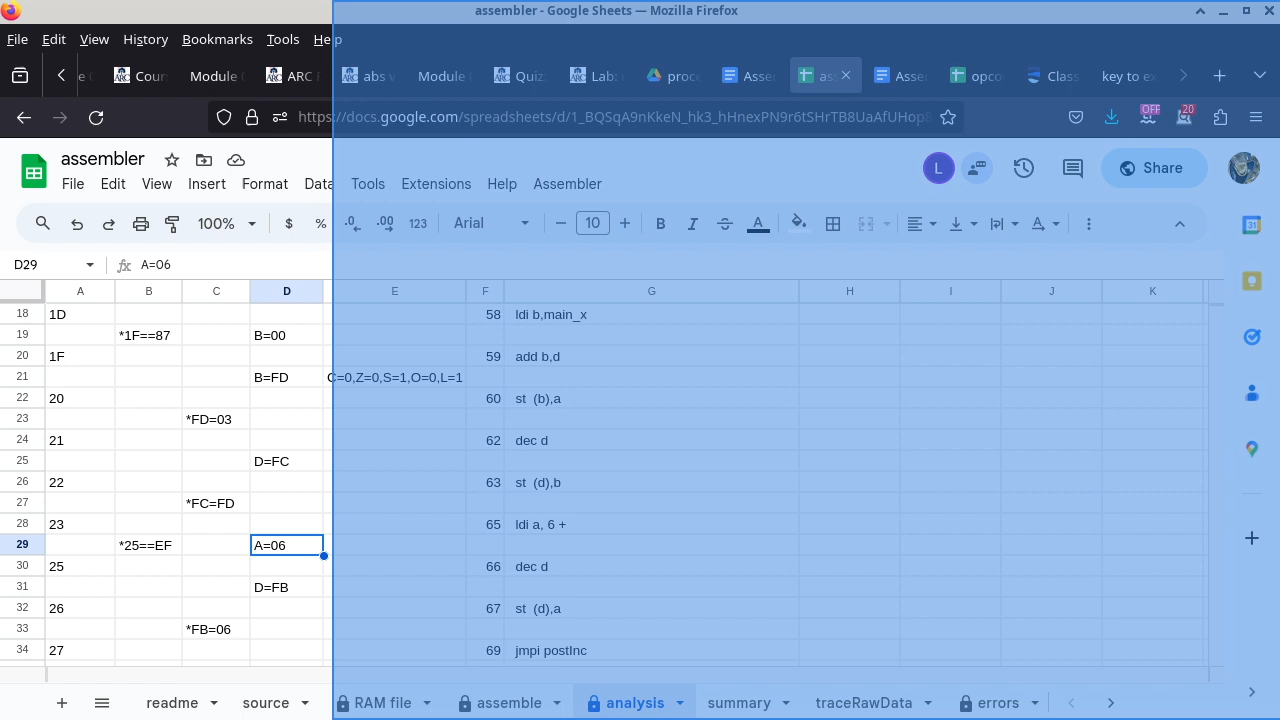 assembler - Google Sheets — Mozilla Firefox
File Edit View History Bookmarks Tools Help
Cour Module ARC abs Module Quiz Lab: proc Asse Asse opco Class key to ex
OFF 20
https://docs.google.com/spreadsheets/d/1_BQSqA9nKkeN_hk3_hHnexPN9r6tSHrTB8UaAfUHop
assembler
File Edit View Insert Format Data Tools Extensions Help Assembler
L Share
100% $ % .0 .00 123 Arial 10 B I A A
D29 fx A=06
31
A B C D E F G H I J K
18 1D 58 ldi b,main_x
19 *1F==87 B=00
20 1F 59 add b,d
21 B=FD C=0,Z=0,S=1,O=0,L=1
22 20 60 st (b),a
23 *FD=03
24 21 62 dec d
25 D=FC
26 22 63 st (d),b
27 *FC=FD
28 23 65 ldi a, 6 +
29 *25==EF A=06
30 25 66 dec d
31 D=FB
32 26 67 st (d),a
33 *FB=06
34 27 69 jmpi postInc
readme source RAM file assemble analysis summary traceRawData errors